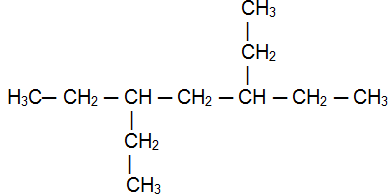 CH3
|
CH2
|
H3C — CH2 — CH — CH2 — CH — CH2 — CH3
|
CH2
|
CH3